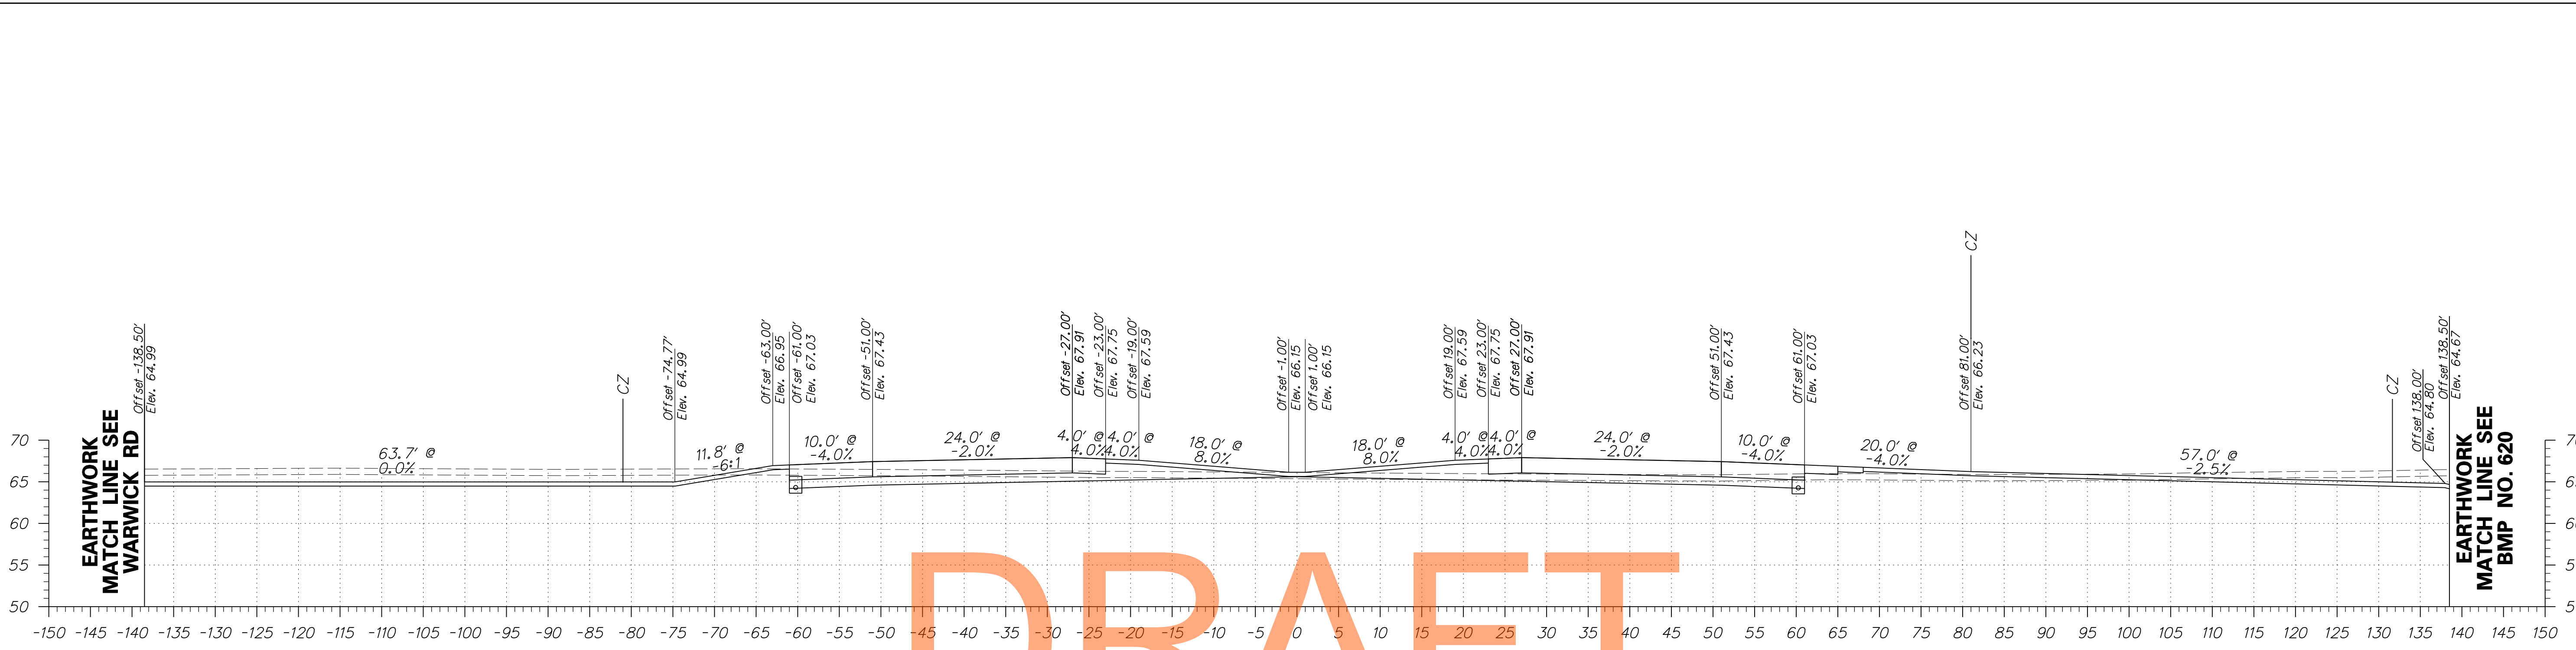 CZ
Offset -138.50'
Elev. 64.99
CZ
Offset -74.77'
Elev. 64.99
Offset -63.00'
Elev. 66.95
Offset -61.00'
Elev. 67.03
Offset -51.00'
Elev. 67.43
Offset -27.00'
Elev. 67.91
Offset -23.00'
Elev. 67.75
Offset -19.00'
Elev. 67.59
Offset -1.00'
Elev. 66.15
Offset 1.00'
Elev. 66.15
Offset 19.00'
Elev. 67.59
Offset 23.00'
Elev. 67.75
Offset 27.00'
Elev. 67.91
Offset 51.00'
Elev. 67.43
Offset 61.00'
Elev. 67.03
Offset 81.00'
Elev. 66.23
CZ
Offset 138.00'
Elev. 64.80
Offset 138.50'
Elev. 64.67
EARTHWORK
MATCH LINE SEE
WARWICK RD
63.7' @
0.0%
11.8' @
-6:1
10.0' @
-4.0%
24.0' @
-2.0%
4.0' @
4.0%
4.0' @
4.0%
18.0' @
8.0%
18.0' @
8.0%
4.0' @
4.0%
4.0' @
4.0%
24.0' @
-2.0%
10.0' @
-4.0%
20.0' @
-4.0%
57.0' @
-2.5%
EARTHWORK
MATCH LINE SEE
BMP NO. 620
70
65
60
55
50
DRAFT
-150 -145 -140 -135 -130 -125 -120 -115 -110 -105 -100 -95 -90 -85 -80 -75 -70 -65 -60 -55 -50 -45 -40 -35 -30 -25 -20 -15 -10 -5 0 5 10 15 20 25 30 35 40 45 50 55 60 65 70 75 80 85 90 95 100 105 110 115 120 125 130 135 140 145 150